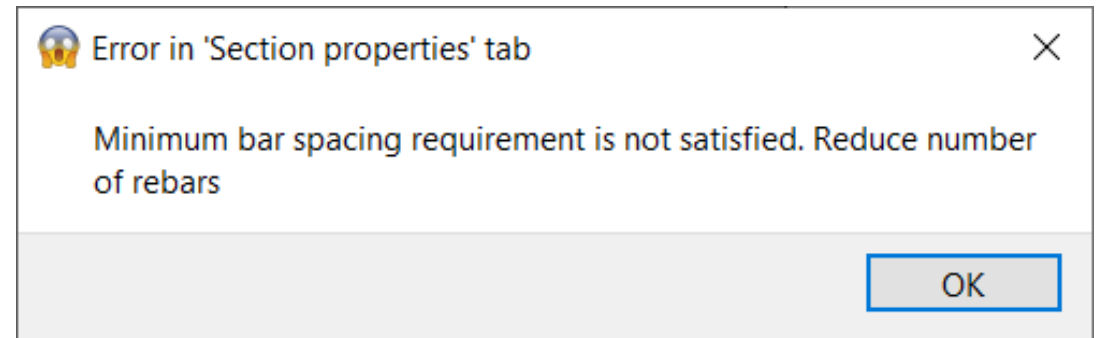 Error in 'Section properties' tab
Minimum bar spacing requirement is not satisfied. Reduce number
of rebars
OK